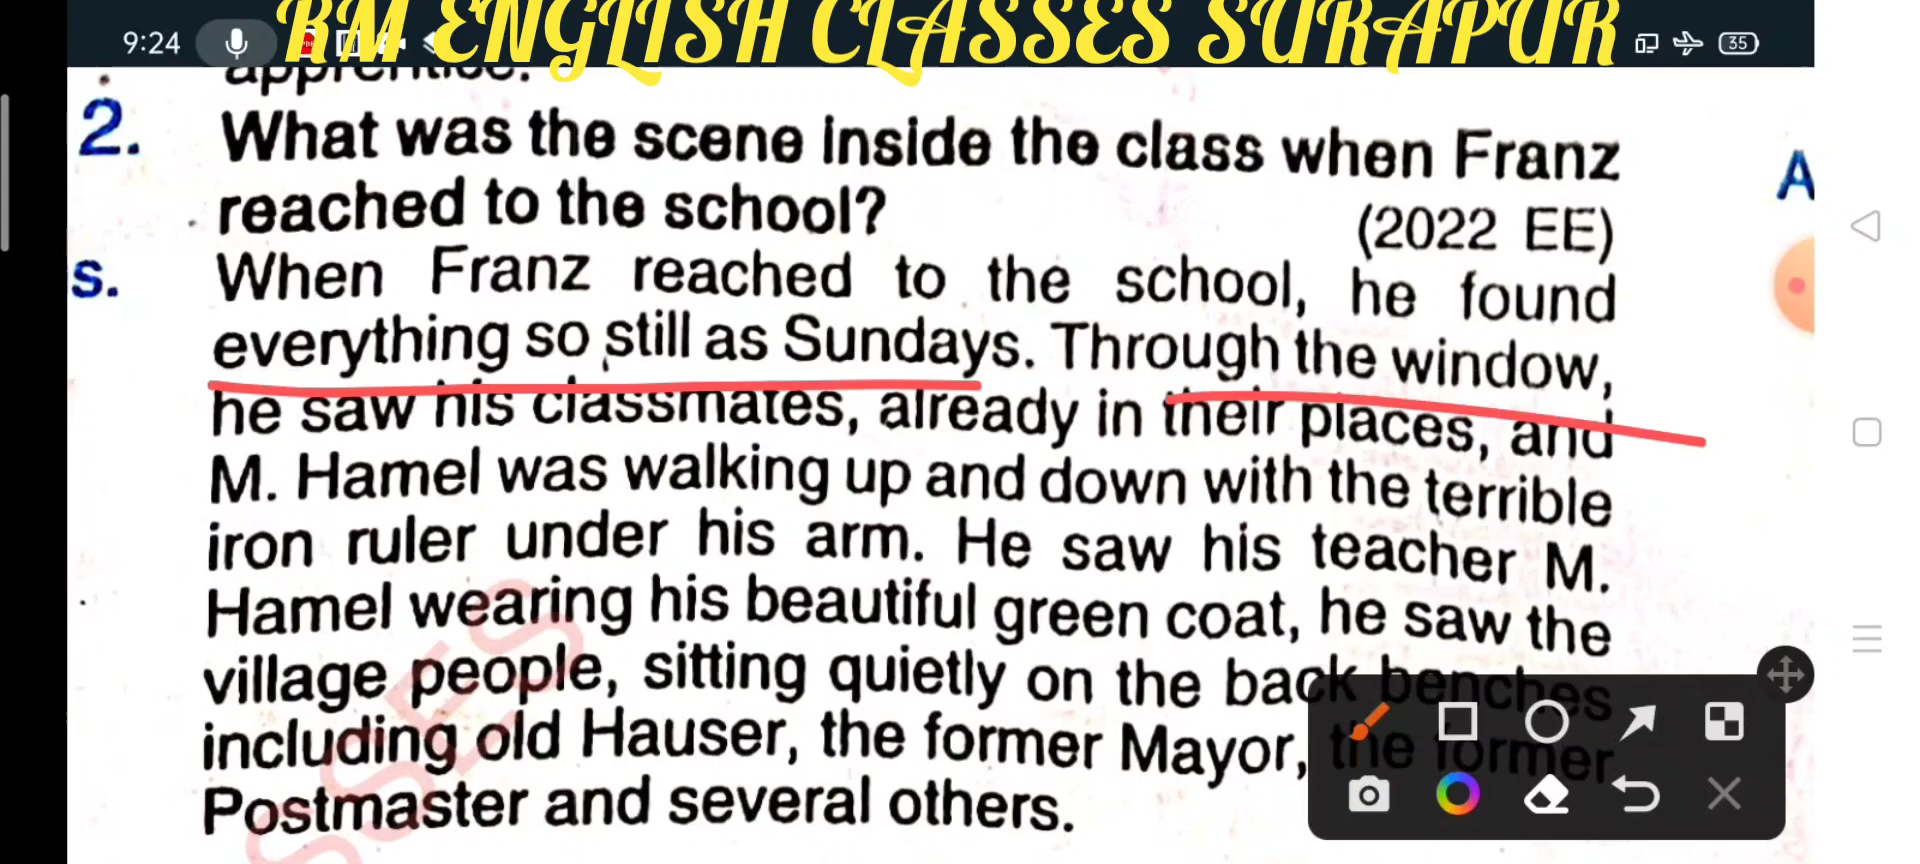 RM ENGLISH CLASSES SURAPUR
9:24
35
apprentice.
2. What was the scene inside the class when Franz
reached to the school?
(2022 EE)
s. When Franz reached to the school, he found
everything so still as Sundays. Through the window,
he saw his classmates, already in their places, and
M. Hamel was walking up and down with the terrible
iron ruler under his arm. He saw his teacher M.
Hamel wearing his beautiful green coat, he saw the
village people, sitting quietly on the back benches
including old Hauser, the former Mayor, the former
Postmaster and several others.
A
SSES